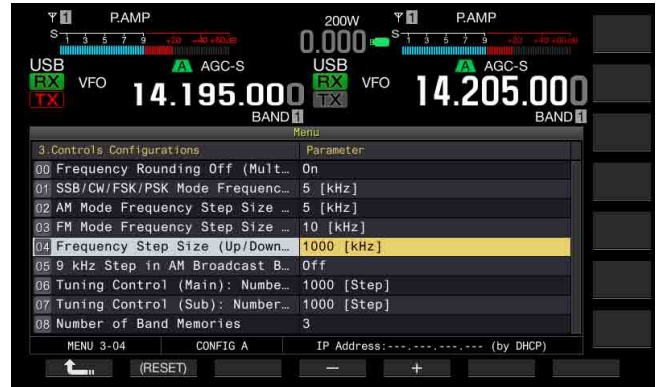 1 P.AMP 200W 1 P.AMP
S 1 3 5 7 9 +20 +40 +60dB 0.000 S 1 3 5 7 9 +20 +40 +60dB
USB A AGC-S USB A AGC-S
RX VFO 14.195.000 RX VFO 14.205.000
TX TX
BAND 1 BAND 1
Menu
3.Controls Configurations Parameter
00 Frequency Rounding Off (Mult… On
01 SSB/CW/FSK/PSK Mode Frequenc… 5 [kHz]
02 AM Mode Frequency Step Size … 5 [kHz]
03 FM Mode Frequency Step Size … 10 [kHz]
04 Frequency Step Size (Up/Down… 1000 [kHz]
05 9 kHz Step in AM Broadcast B… Off
06 Tuning Control (Main): Numbe… 1000 [Step]
07 Tuning Control (Sub): Number… 1000 [Step]
08 Number of Band Memories 3
MENU 3-04 CONFIG A IP Address:---.---.---.--- (by DHCP)
(RESET) − +